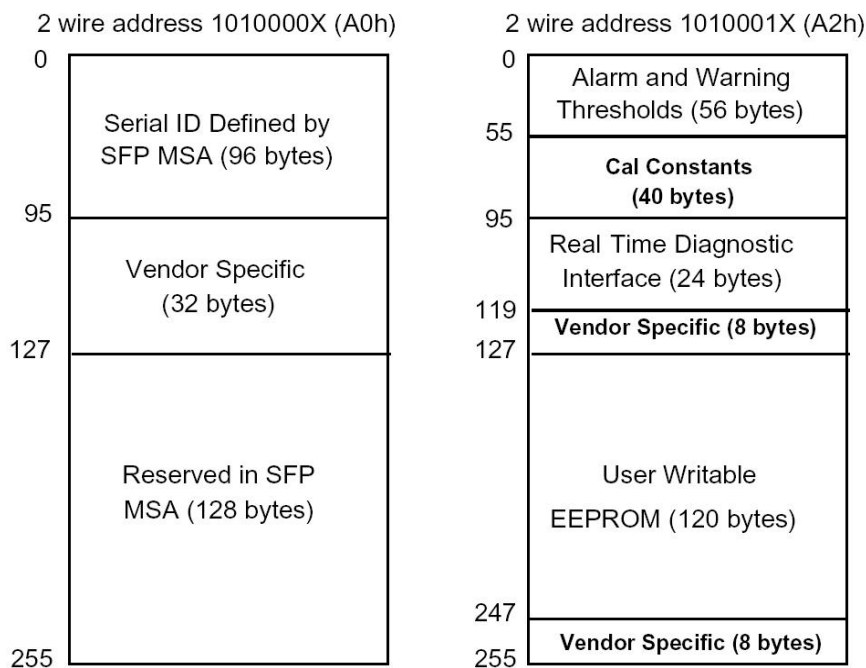 2 wire address 1010000X (A0h)
0
Serial ID Defined by
SFP MSA (96 bytes)
95
Vendor Specific
(32 bytes)
127
Reserved in SFP
MSA (128 bytes)
255
2 wire address 1010001X (A2h)
0
Alarm and Warning
Thresholds (56 bytes)
55
Cal Constants
(40 bytes)
95
Real Time Diagnostic
Interface (24 bytes)
119
Vendor Specific (8 bytes)
127
User Writable
EEPROM (120 bytes)
247
Vendor Specific (8 bytes)
255